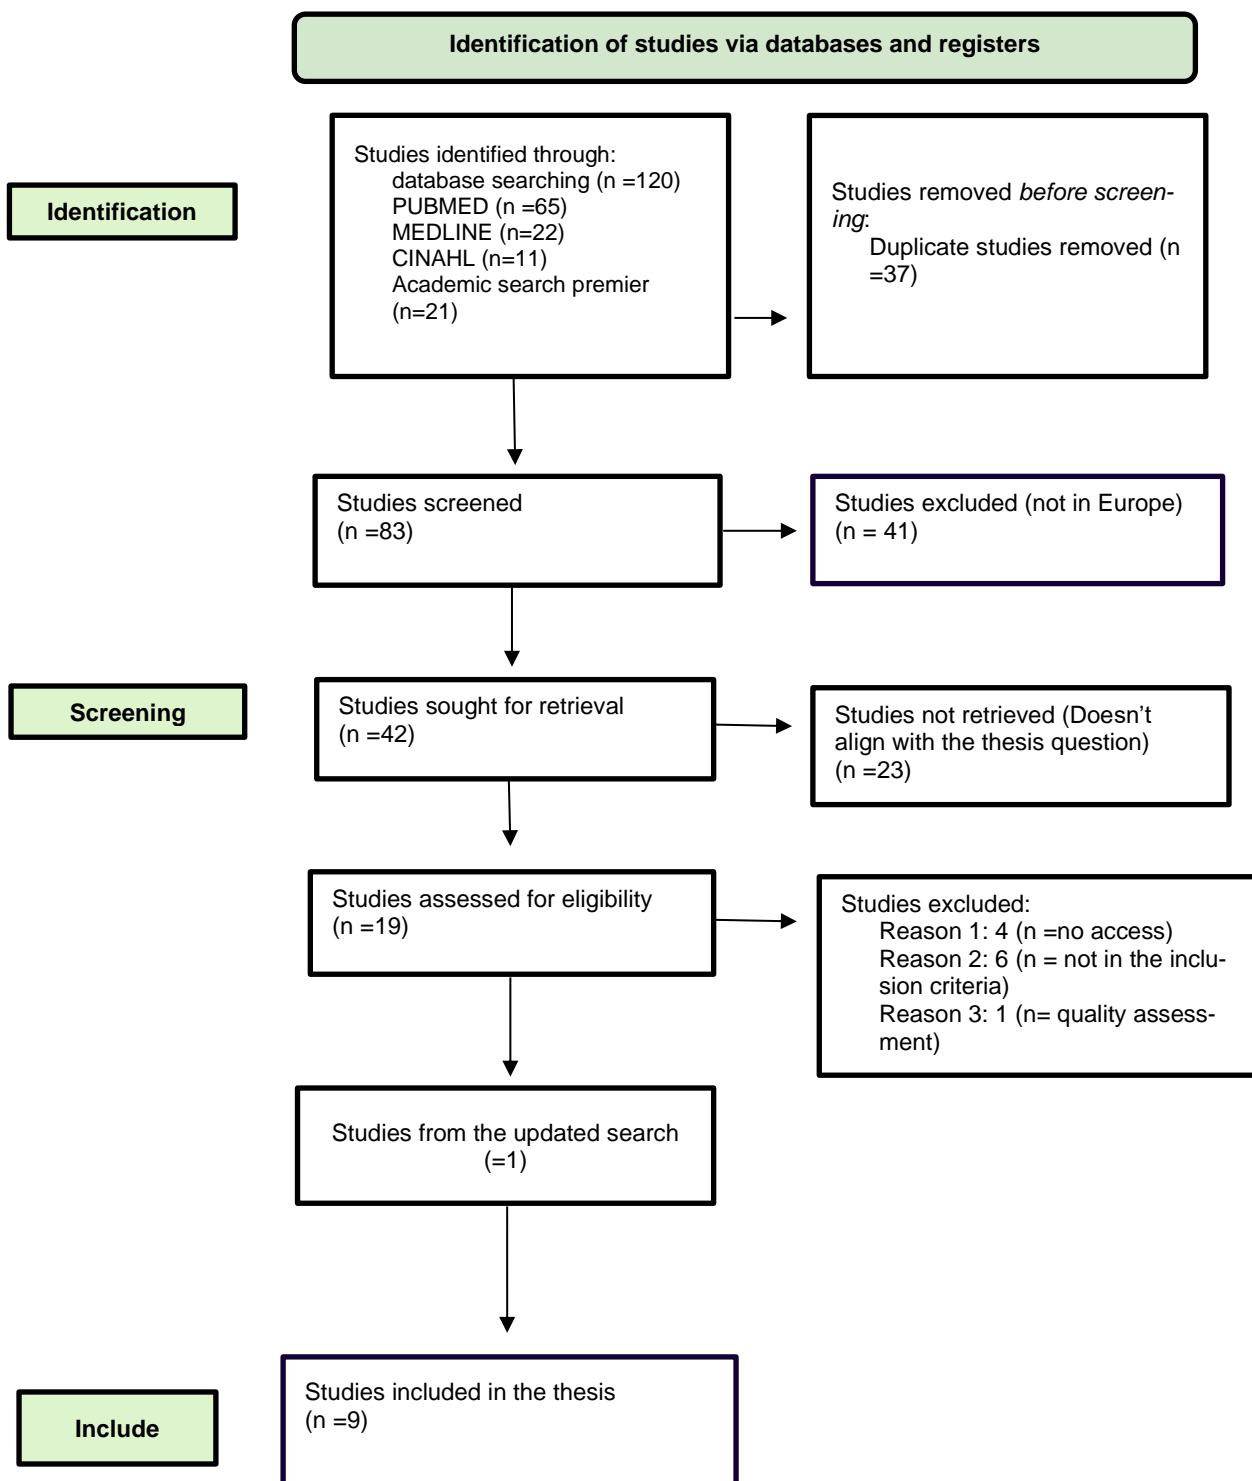 Identification of studies via databases and registers
Identification
Studies identified through:
database searching (n =120)
PUBMED (n =65)
MEDLINE (n=22)
CINAHL (n=11)
Academic search premier
(n=21)
Studies removed before screen-
ing:
Duplicate studies removed (n
=37)
Studies screened
(n =83)
Studies excluded (not in Europe)
(n = 41)
Screening
Studies sought for retrieval
(n =42)
Studies not retrieved (Doesn’t
align with the thesis question)
(n =23)
Studies assessed for eligibility
(n =19)
Studies excluded:
Reason 1: 4 (n =no access)
Reason 2: 6 (n = not in the inclu-
sion criteria)
Reason 3: 1 (n= quality assess-
ment)
Studies from the updated search
(=1)
Include
Studies included in the thesis
(n =9)